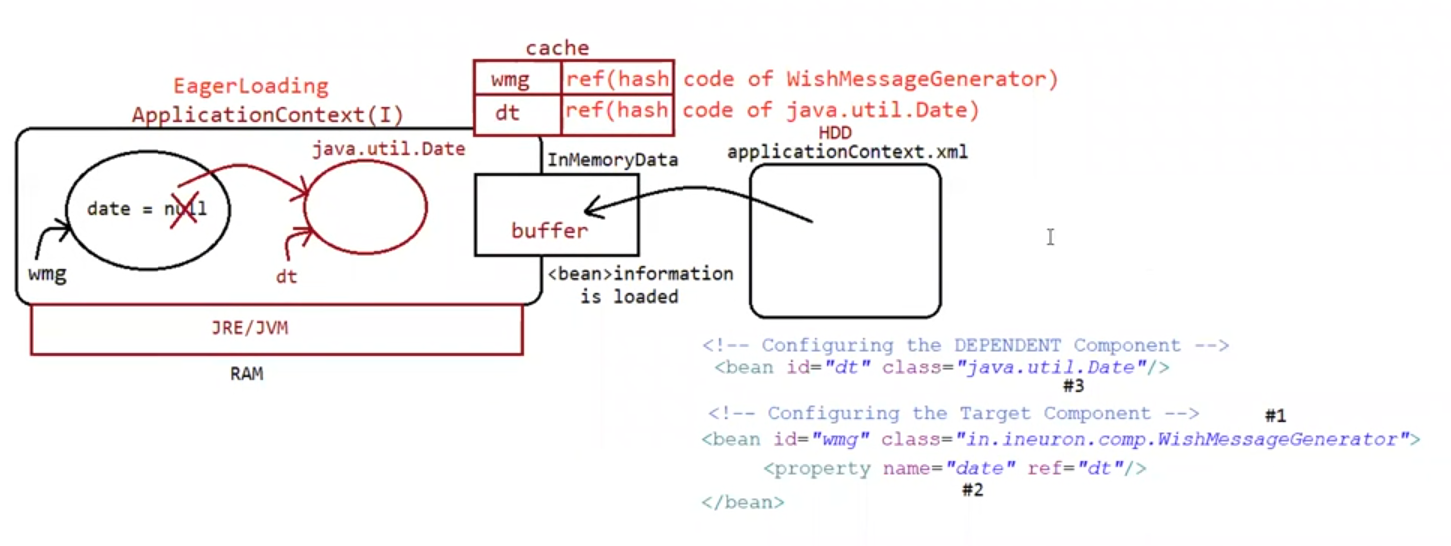 cache
wmg ref(hash code of WishMessageGenerator)
dt ref(hash code of java.util.Date)
EagerLoading
ApplicationContext(I)
java.util.Date
date = null
wmg
dt
JRE/JVM
RAM
InMemoryData
buffer
<bean>information
is loaded
HDD
applicationContext.xml
<!-- Configuring the DEPENDENT Component -->
<bean id="dt" class="java.util.Date"/>
#3
<!-- Configuring the Target Component --> #1
<bean id="wmg" class="in.ineuron.comp.WishMessageGenerator">
<property name="date" ref="dt"/>
#2
</bean>